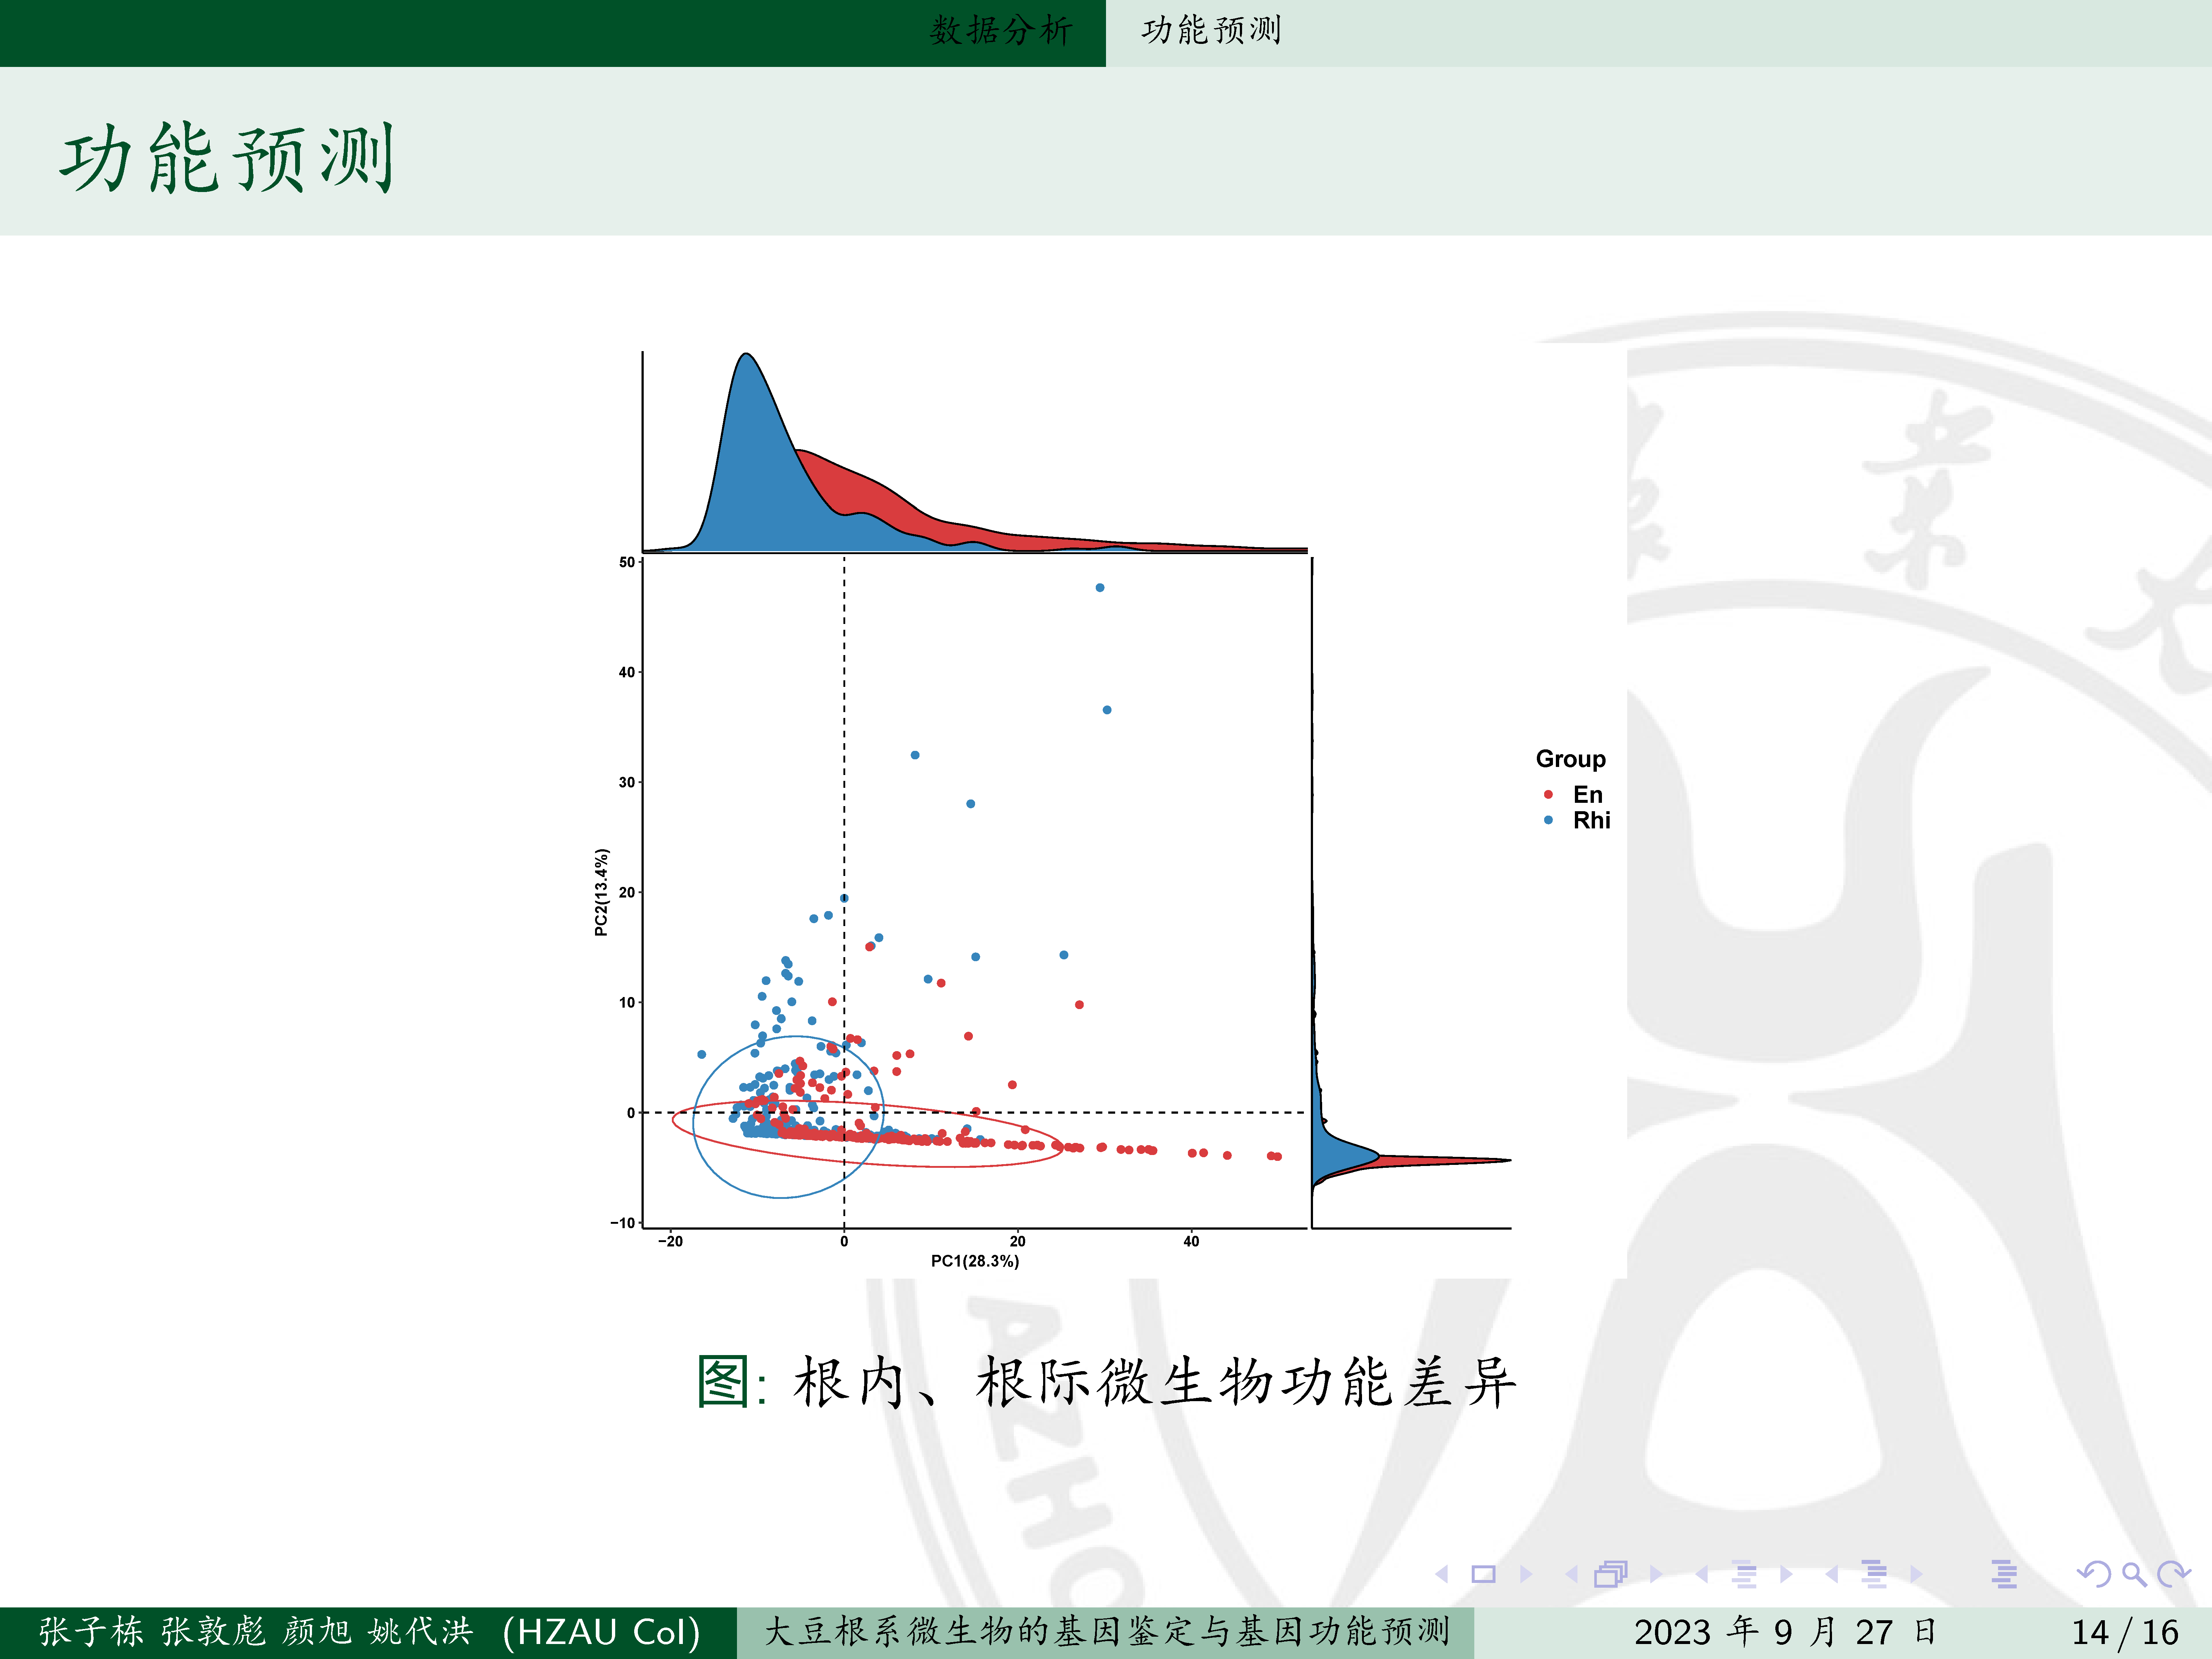 数据分析 功能预测
功能预测
50
40
30
20
10
0
−10
PC2(13.4%)
−20 0 20 40
PC1(28.3%)
Group
En
Rhi
图: 根内、根际微生物功能差异
AZHO
张子栋 张敦彪 颜旭 姚代洪 (HZAU Col) 大豆根系微生物的基因鉴定与基因功能预测 2023 年 9 月 27 日 14 / 16